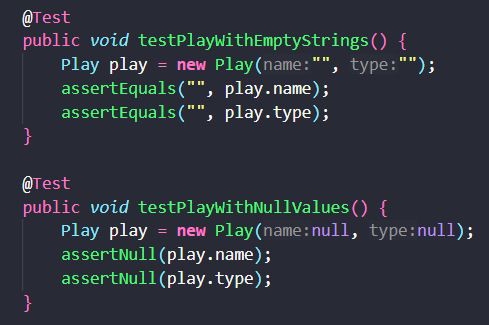 @Test
public void testPlayWithEmptyStrings() {
    Play play = new Play(name:"", type:"");
    assertEquals("", play.name);
    assertEquals("", play.type);
}

@Test
public void testPlayWithNullValues() {
    Play play = new Play(name:null, type:null);
    assertNull(play.name);
    assertNull(play.type);
}